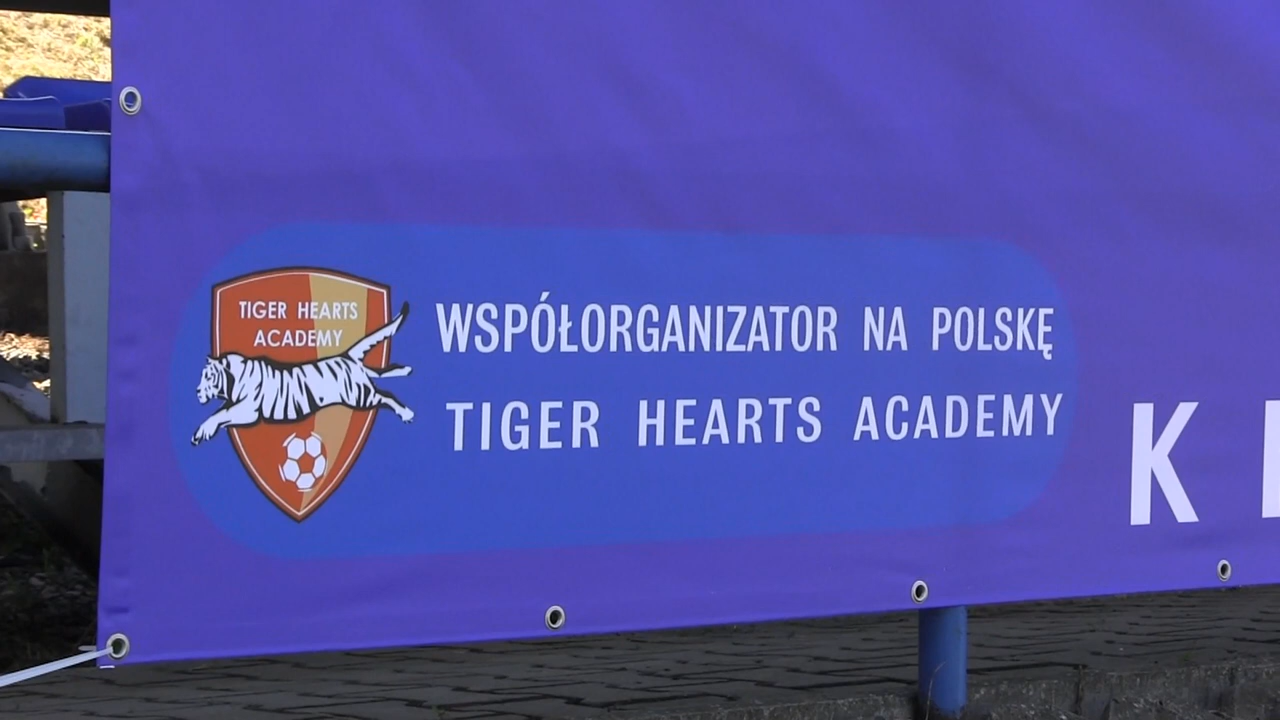 TIGER HEARTS
ACADEMY
WSPÓŁORGANIZATOR NA POLSKĘ
TIGER HEARTS ACADEMY
K